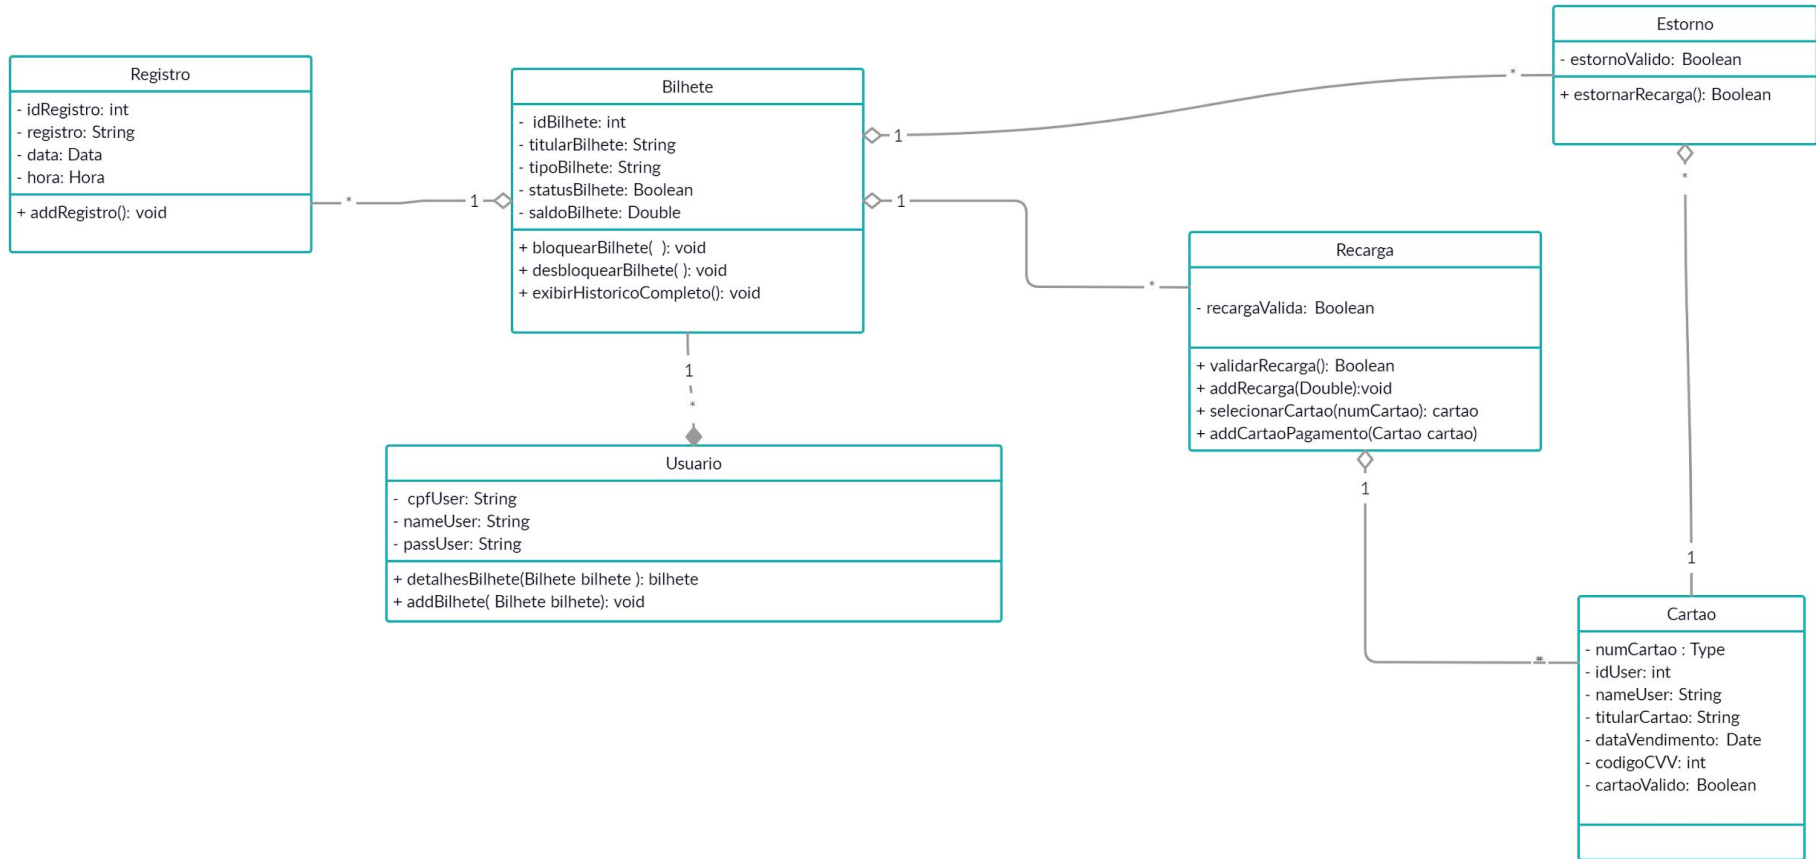 Registro
- idRegistro: int
- registro: String
- data: Data
- hora: Hora
+ addRegistro(): void
* 1
Bilhete
- idBilhete: int
- titularBilhete: String
- tipoBilhete: String
- statusBilhete: Boolean
- saldoBilhete: Double
+ bloquearBilhete( ): void
+ desbloquearBilhete( ): void
+ exibirHistoricoCompleto(): void
1 *
1 *
1
*
Estorno
- estornoValido: Boolean
+ estornarRecarga(): Boolean
*
1
Recarga
- recargaValida: Boolean
+ validarRecarga(): Boolean
+ addRecarga(Double):void
+ selecionarCartao(numCartao): cartao
+ addCartaoPagamento(Cartao cartao)
1
*
Usuario
- cpfUser: String
- nameUser: String
- passUser: String
+ detalhesBilhete(Bilhete bilhete ): bilhete
+ addBilhete( Bilhete bilhete): void
Cartao
- numCartao : Type
- idUser: int
- nameUser: String
- titularCartao: String
- dataVendimento: Date
- codigoCVV: int
- cartaoValido: Boolean